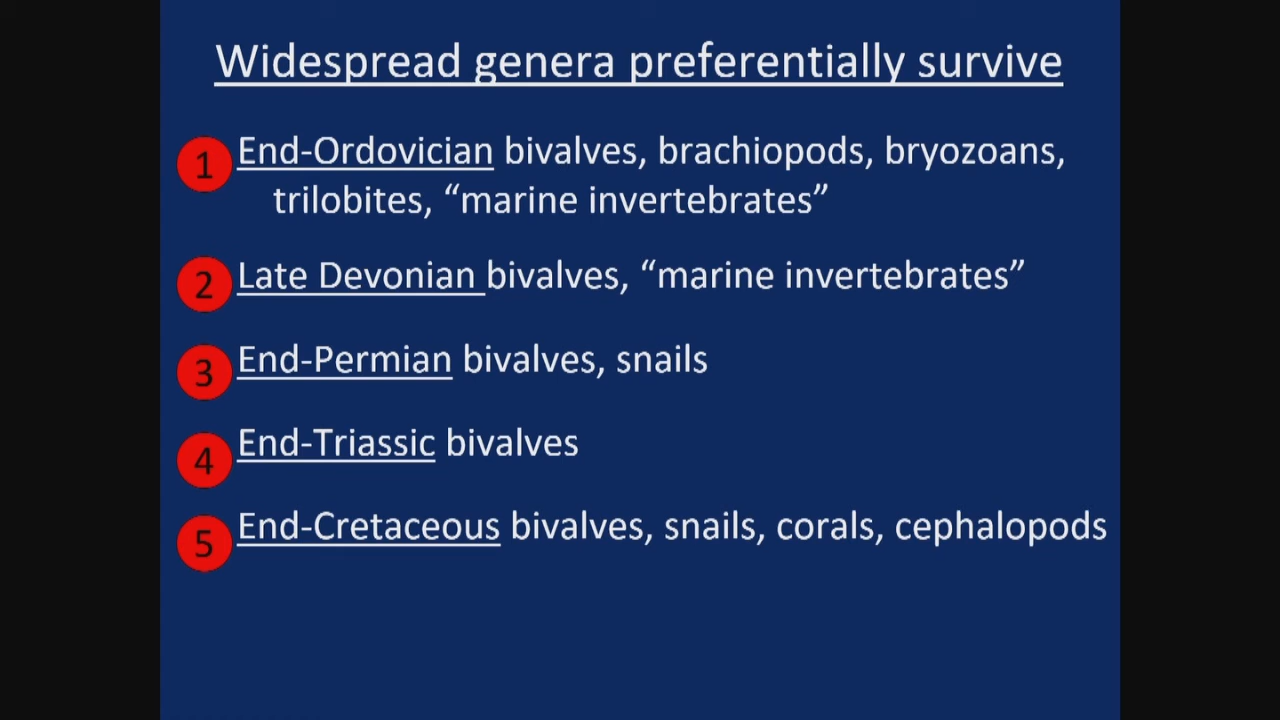 Widespread genera preferentially survive
1 End-Ordovician bivalves, brachiopods, bryozoans,
trilobites, “marine invertebrates”
2 Late Devonian bivalves, “marine invertebrates”
3 End-Permian bivalves, snails
4 End-Triassic bivalves
5 End-Cretaceous bivalves, snails, corals, cephalopods